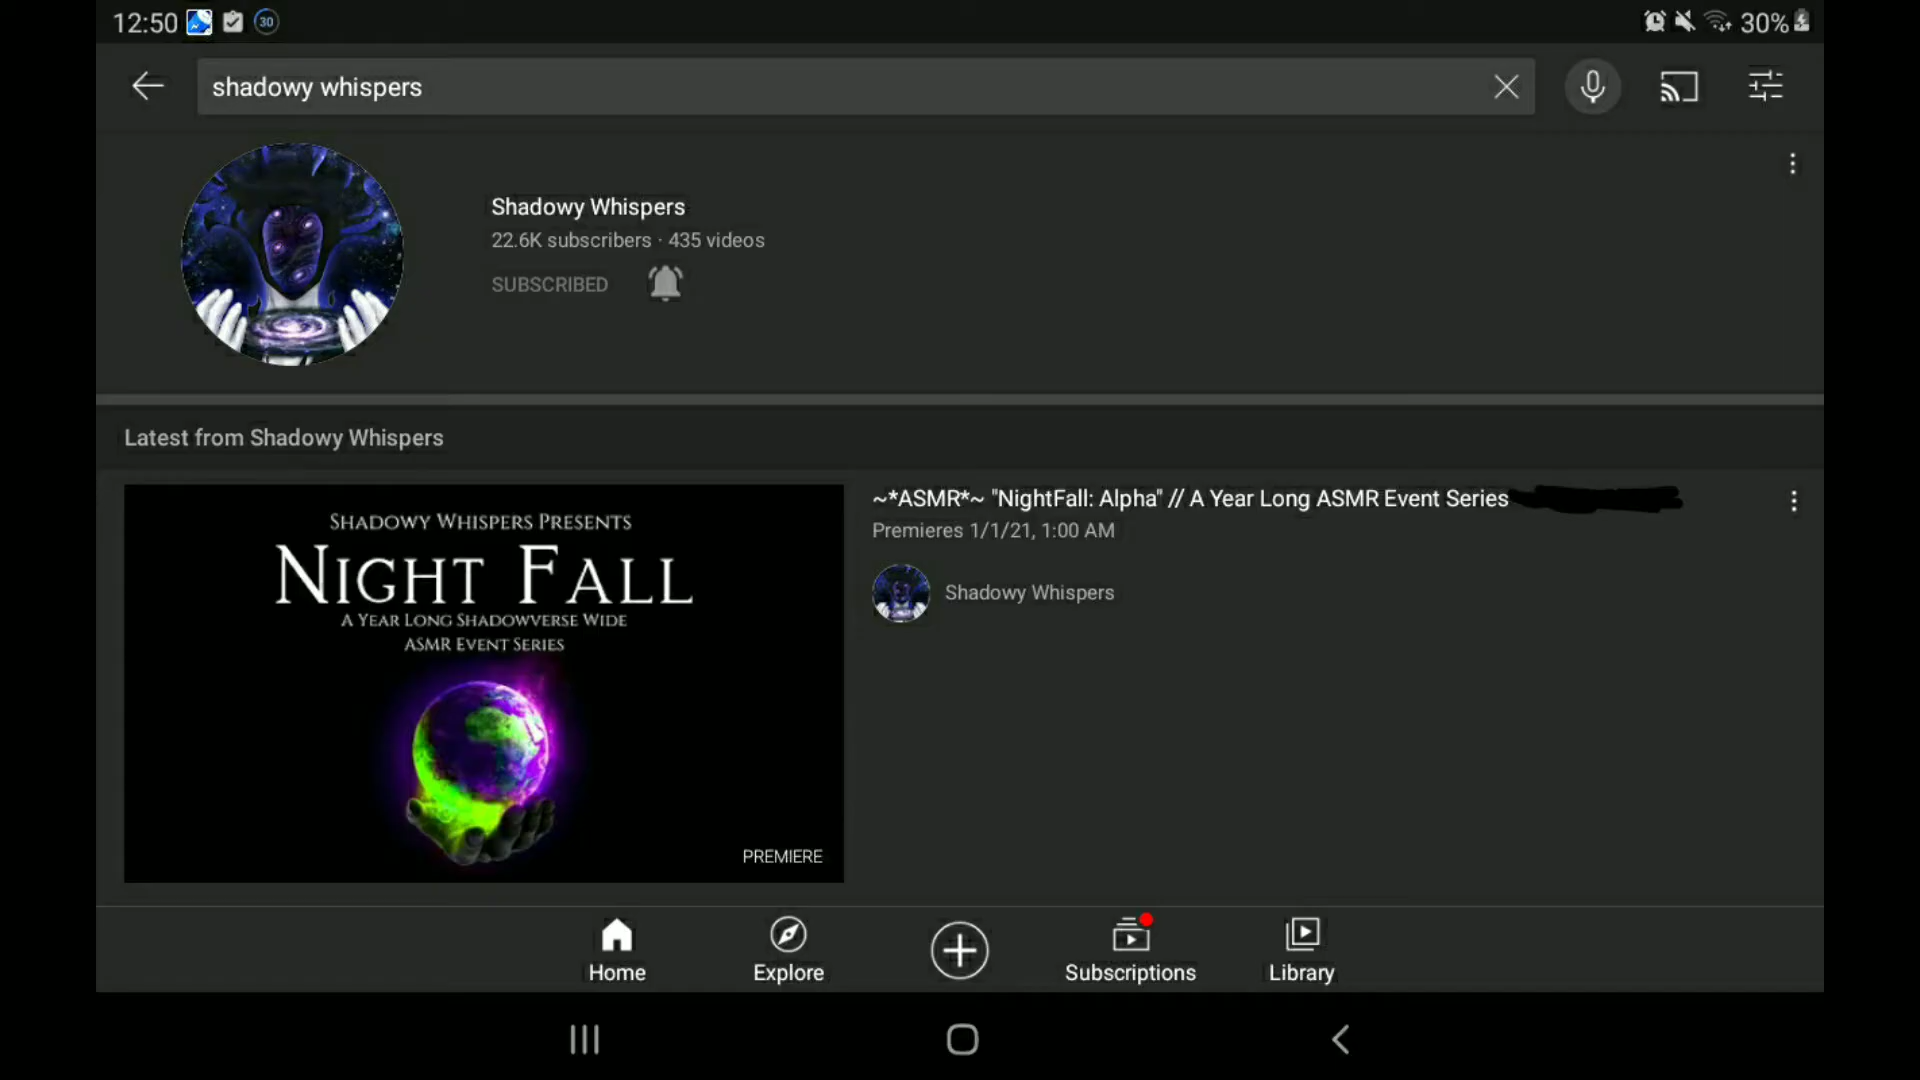 12:50
30
30%
shadowy whispers
Shadowy Whispers
22.6K subscribers · 435 videos
SUBSCRIBED
Latest from Shadowy Whispers
SHADOWY WHISPERS PRESENTS
NIGHT FALL
A YEAR LONG SHADOWVERSE WIDE
ASMR EVENT SERIES
PREMIERE
~*ASMR*~ "NightFall: Alpha" // A Year Long ASMR Event Series
Premieres 1/1/21, 1:00 AM
Shadowy Whispers
Home
Explore
Subscriptions
Library